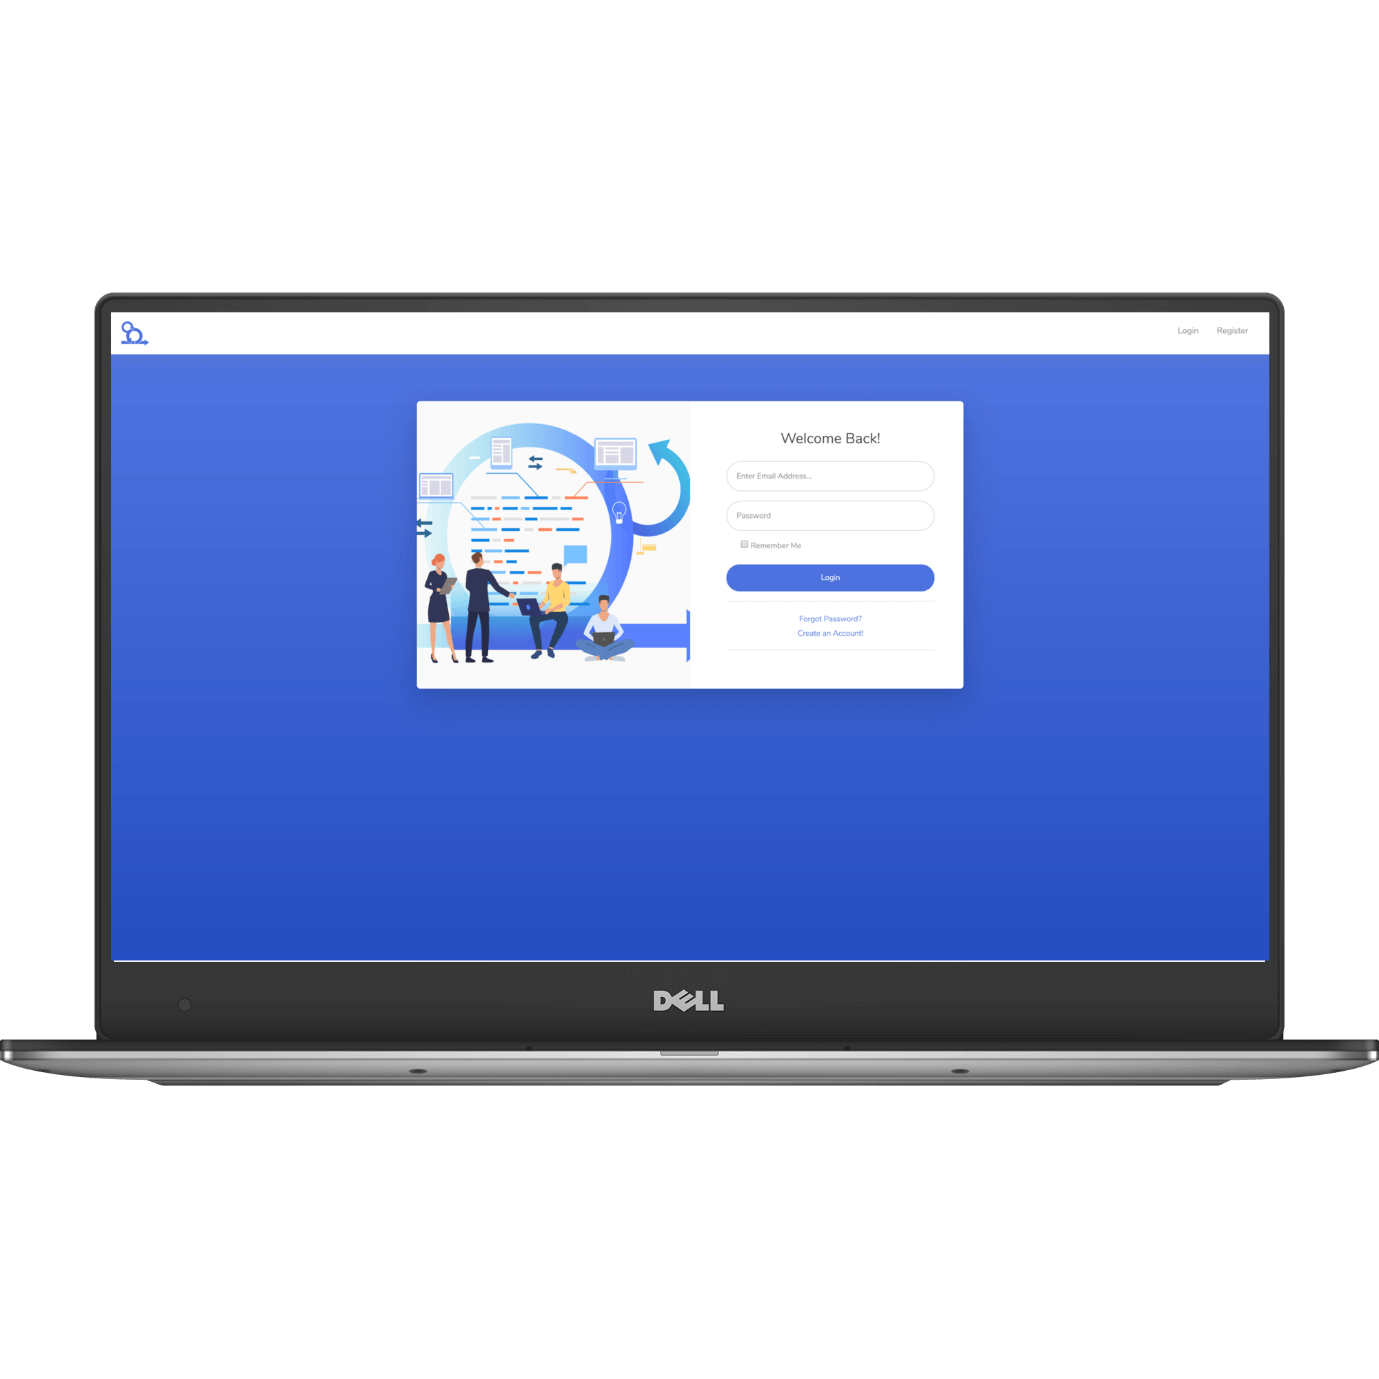 Login Register
Welcome Back!
Enter Email Address...
Password
Remember Me
Login
Forgot Password?
Create an Account!
DELL